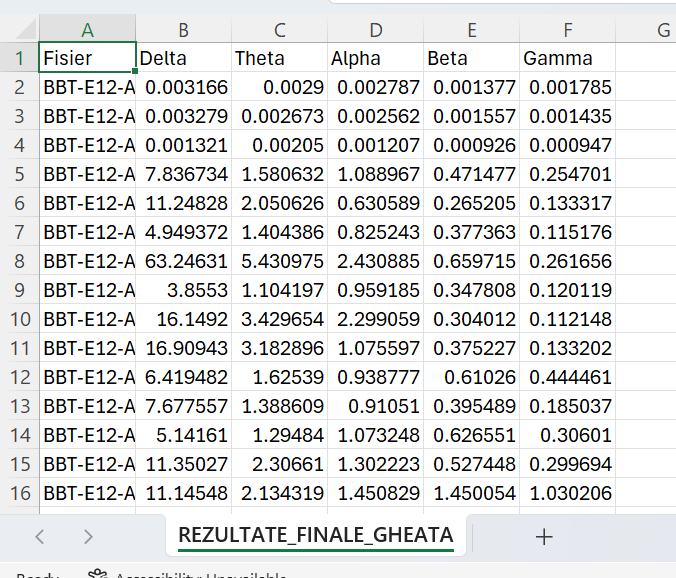 A B C D E F G
1 Fisier Delta Theta Alpha Beta Gamma
2 BBT-E12-A 0.003166 0.0029 0.002787 0.001377 0.001785
3 BBT-E12-A 0.003279 0.002673 0.002562 0.001557 0.001435
4 BBT-E12-A 0.001321 0.00205 0.001207 0.000926 0.000947
5 BBT-E12-A 7.836734 1.580632 1.088967 0.471477 0.254701
6 BBT-E12-A 11.24828 2.050626 0.630589 0.265205 0.133317
7 BBT-E12-A 4.949372 1.404386 0.825243 0.377363 0.115176
8 BBT-E12-A 63.24631 5.430975 2.430885 0.659715 0.261656
9 BBT-E12-A 3.8553 1.104197 0.959185 0.347808 0.120119
10 BBT-E12-A 16.1492 3.429654 2.299059 0.304012 0.112148
11 BBT-E12-A 16.90943 3.182896 1.075597 0.375227 0.133202
12 BBT-E12-A 6.419482 1.62539 0.938777 0.61026 0.444461
13 BBT-E12-A 7.677557 1.388609 0.91051 0.395489 0.185037
14 BBT-E12-A 5.14161 1.29484 1.073248 0.626551 0.30601
15 BBT-E12-A 11.35027 2.30661 1.302223 0.527448 0.299694
16 BBT-E12-A 11.14548 2.134319 1.450829 1.450054 1.030206
REZULTATE_FINALE_GHEATA
Ready Accessibility: Unavailable